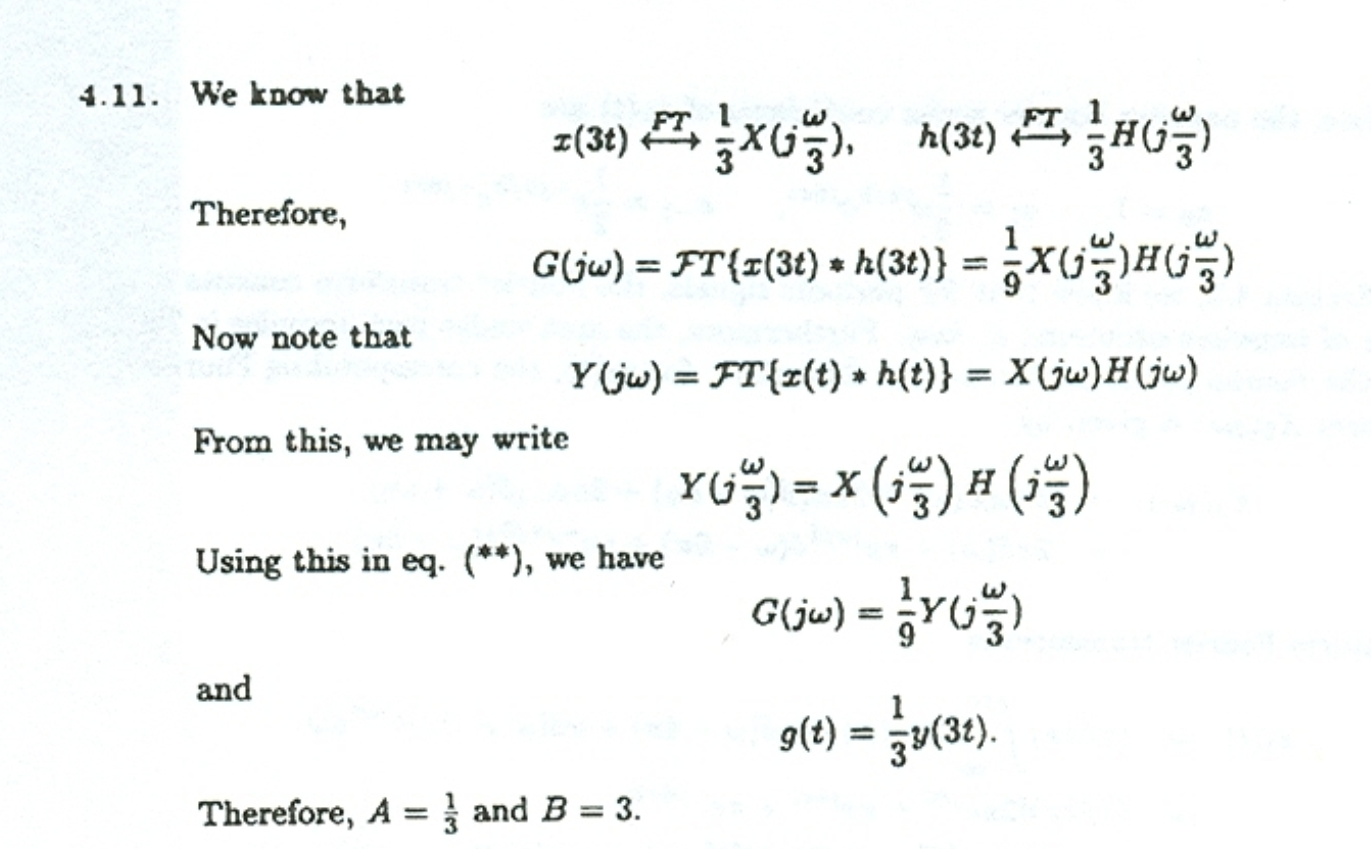 4.11. We know that
x(3t) ⟷^{FT} 1/3 X(j ω/3), h(3t) ⟷^{FT} 1/3 H(j ω/3)
Therefore,
G(jω) = FT{x(3t) * h(3t)} = 1/9 X(j ω/3)H(j ω/3)
Now note that
Y(jω) = FT{x(t) * h(t)} = X(jω)H(jω)
From this, we may write
Y(j ω/3) = X (j ω/3) H (j ω/3)
Using this in eq. (**), we have
G(jω) = 1/9 Y(j ω/3)
and
g(t) = 1/3 y(3t).
Therefore, A = 1/3 and B = 3.